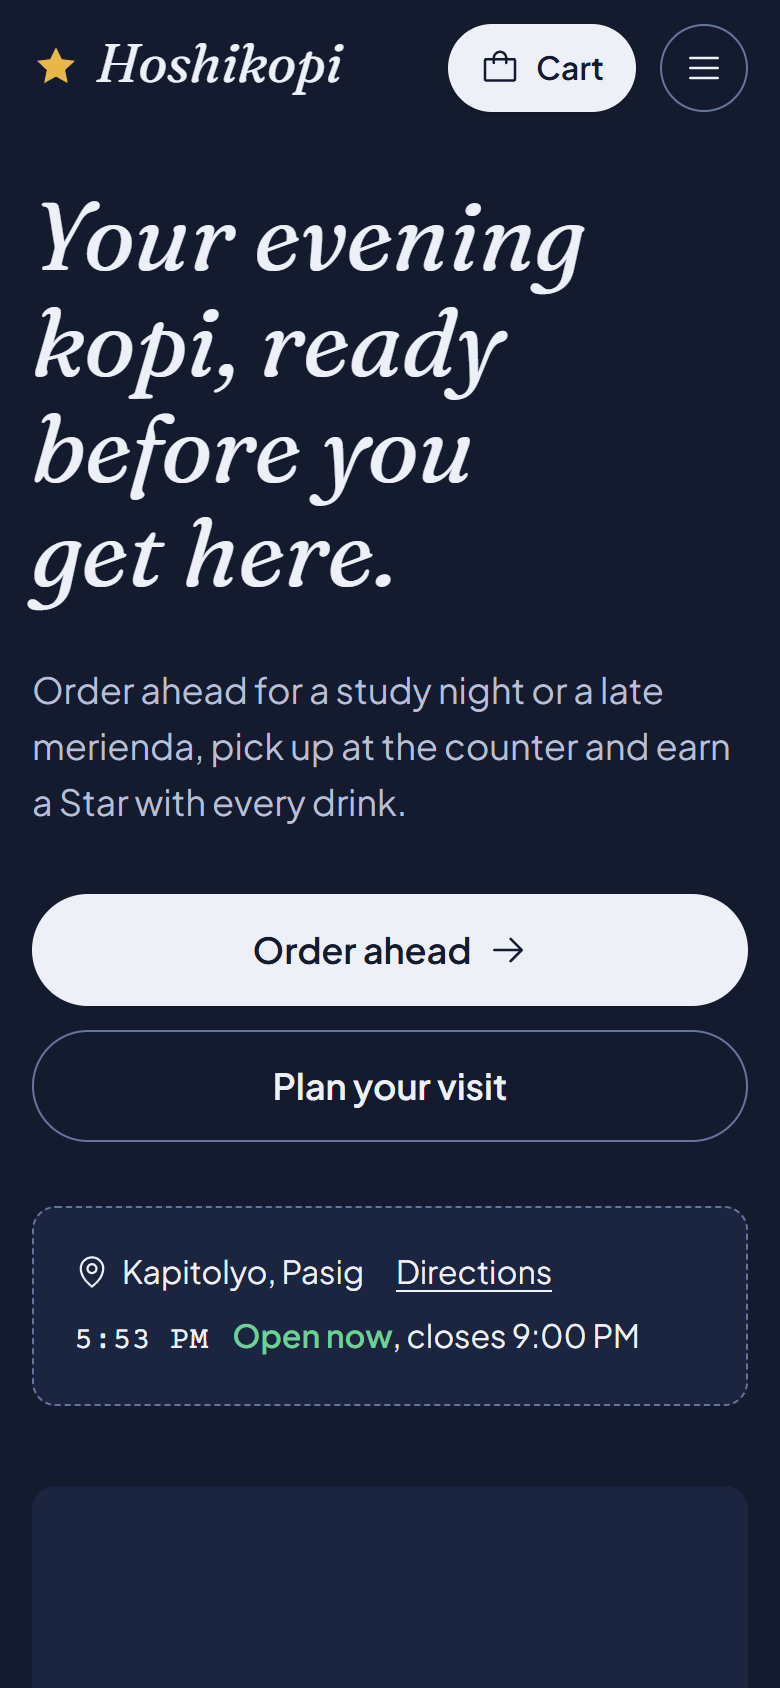 Hoshikopi
Cart
Your evening
kopi, ready
before you
get here.
Order ahead for a study night or a late
merienda, pick up at the counter and earn
a Star with every drink.
Order ahead
Plan your visit
Kapitolyo, Pasig Directions
5:53 PM Open now, closes 9:00 PM